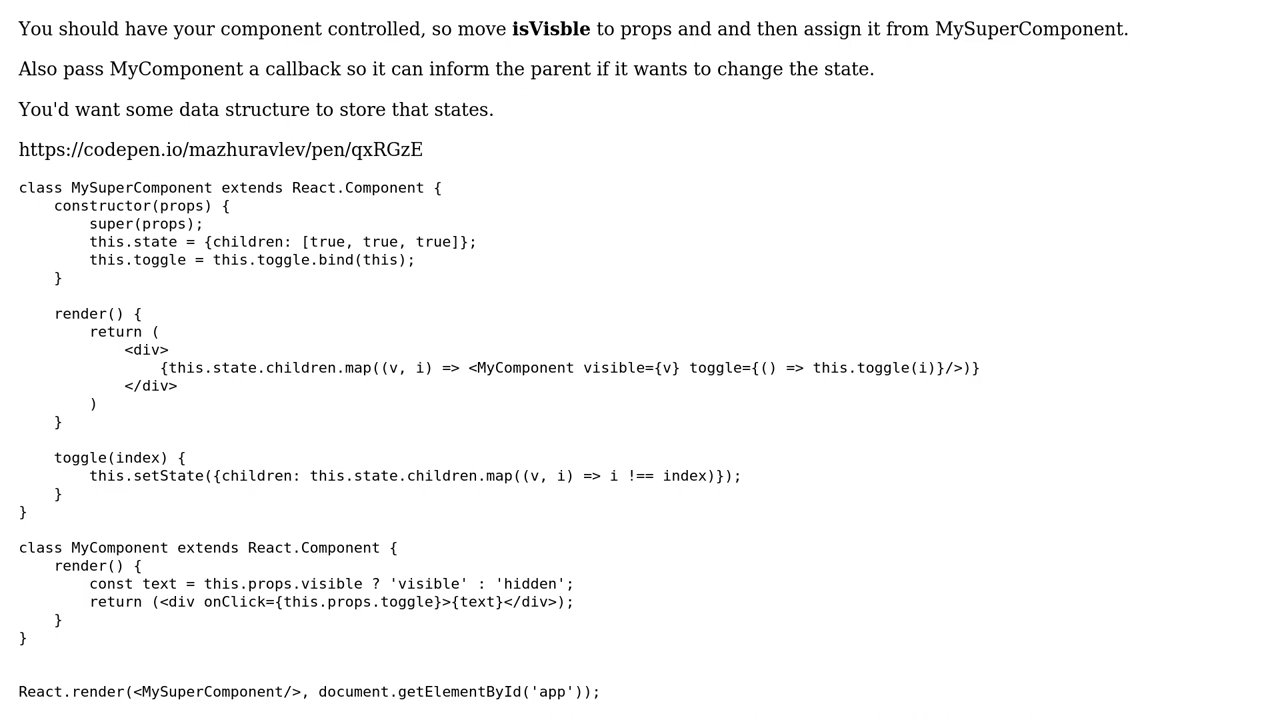 You should have your component controlled, so move isVisble to props and and then assign it from MySuperComponent.
Also pass MyComponent a callback so it can inform the parent if it wants to change the state.
You'd want some data structure to store that states.
https://codepen.io/mazhuravlev/pen/qxRGzE
class MySuperComponent extends React.Component {
    constructor(props) {
        super(props);
        this.state = {children: [true, true, true]};
        this.toggle = this.toggle.bind(this);
    }

    render() {
        return (
            <div>
                {this.state.children.map((v, i) => <MyComponent visible={v} toggle={() => this.toggle(i)}/>)}
            </div>
        )
    }

    toggle(index) {
        this.setState({children: this.state.children.map((v, i) => i !== index)});
    }
}

class MyComponent extends React.Component {
    render() {
        const text = this.props.visible ? 'visible' : 'hidden';
        return (<div onClick={this.props.toggle}>{text}</div>);
    }
}

React.render(<MySuperComponent/>, document.getElementById('app'));